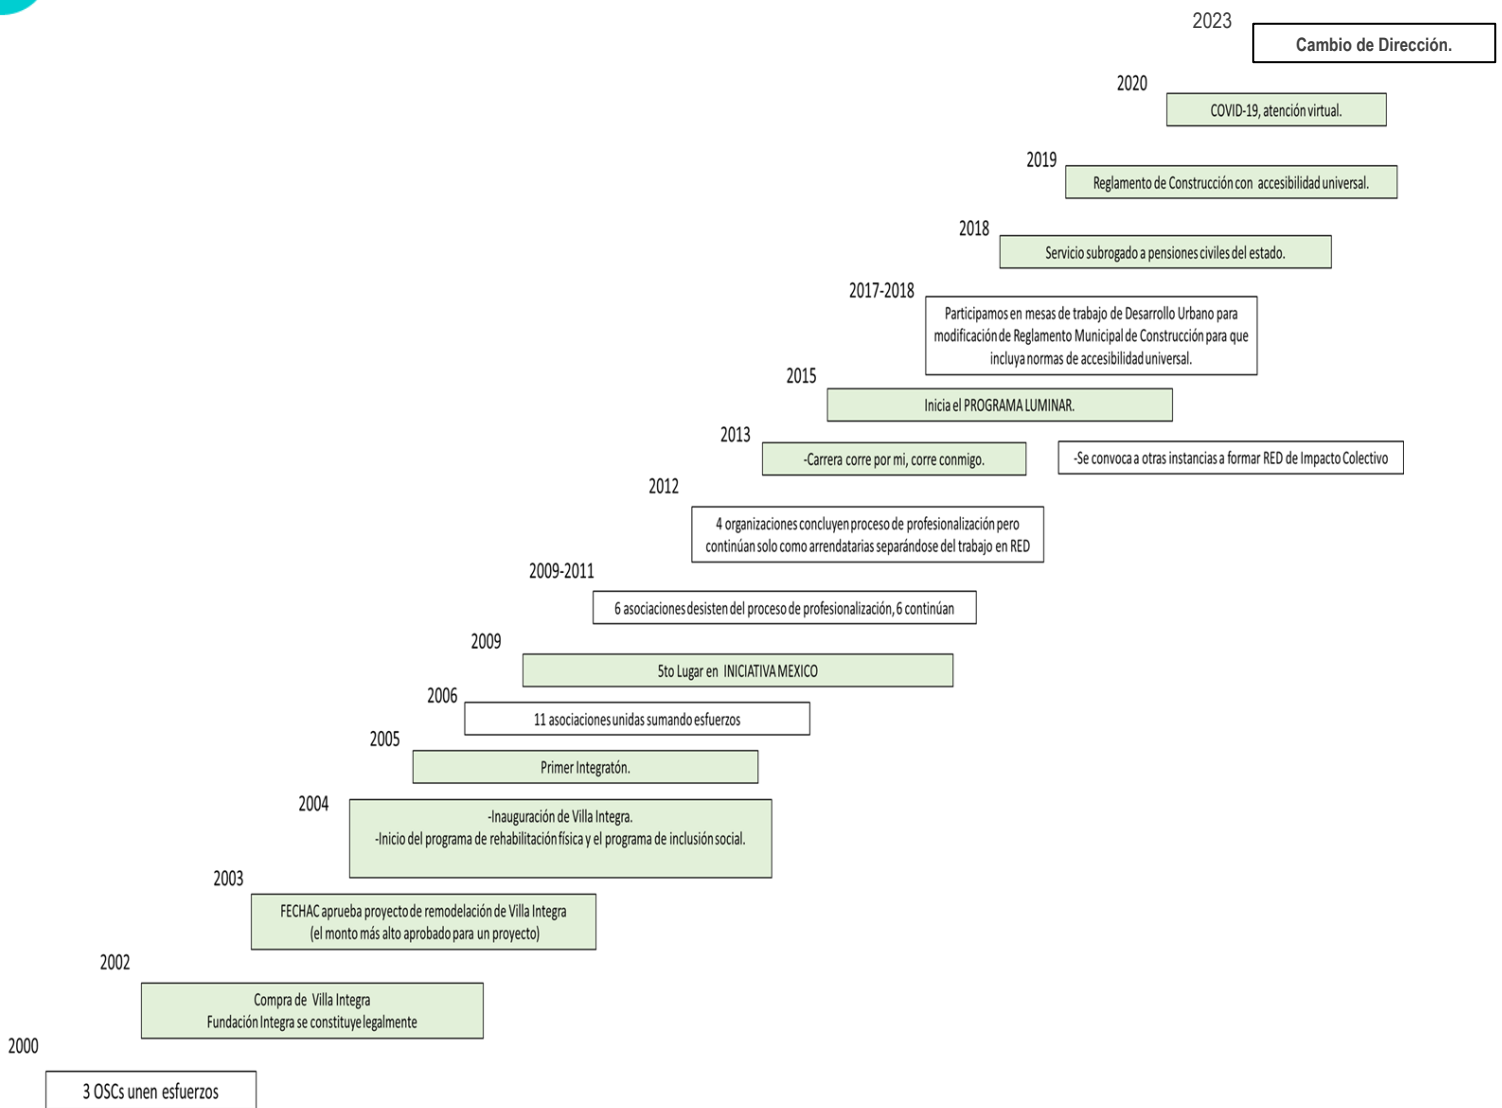 2023
Cambio de Dirección.
2020
COVID-19, atención virtual.
2019
Reglamento de Construcción con accesibilidad universal.
2018
Servicio subrogado a pensiones civiles del estado.
2017-2018
Participamos en mesas de trabajo de Desarrollo Urbano para
modificación de Reglamento Municipal de Construcción para que
incluya normas de accesibilidad universal.
2015
Inicia el PROGRAMA LUMINAR.
2013
-Carrera corre por mi, corre conmigo.
-Se convoca a otras instancias a formar RED de Impacto Colectivo
2012
4 organizaciones concluyen proceso de profesionalización pero
continúan solo como arrendatarias separándose del trabajo en RED
2009-2011
6 asociaciones desisten del proceso de profesionalización, 6 continúan
2009
5to Lugar en INICIATIVA MEXICO
2006
11 asociaciones unidas sumando esfuerzos
2005
Primer Integratón.
2004
-Inauguración de Villa Integra.
-Inicio del programa de rehabilitación física y el programa de inclusión social.
2003
FECHAC aprueba proyecto de remodelación de Villa Integra
(el monto más alto aprobado para un proyecto)
2002
Compra de Villa Integra
Fundación Integra se constituye legalmente
2000
3 OSCs unen esfuerzos